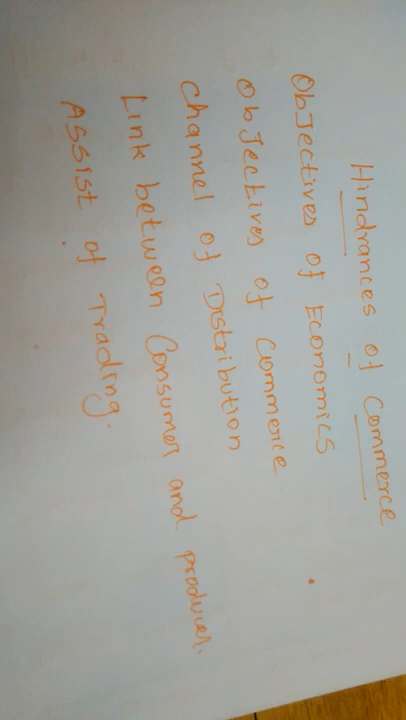 Hindrances of Commerce
Objectives of Economics
Objectives of Commerce
Channel of Distribution
Link between Consumer and producer.
Assist of Trading.